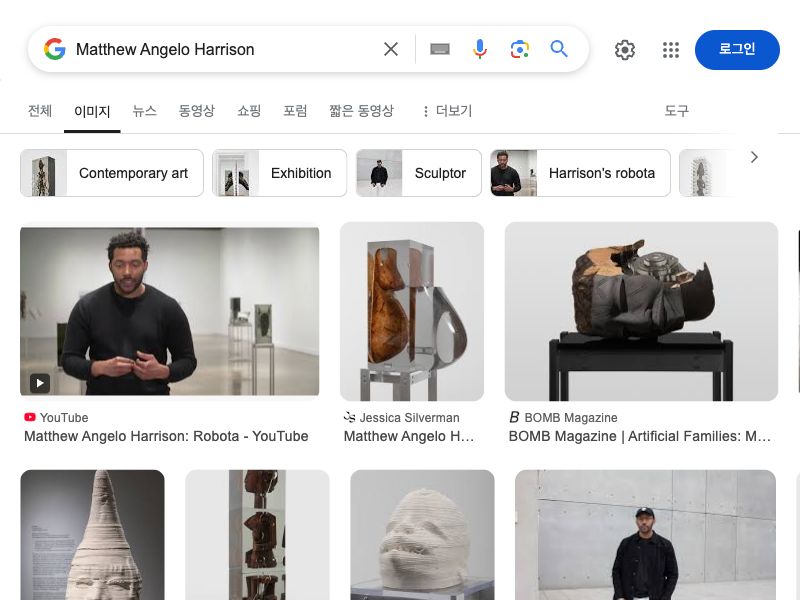 Matthew Angelo Harrison
로그인
전체 이미지 뉴스 동영상 쇼핑 포럼 짧은 동영상 더보기 도구
Contemporary art Exhibition Sculptor Harrison's robota
YouTube
Matthew Angelo Harrison: Robota - YouTube
Jessica Silverman
Matthew Angelo H...
BOMB Magazine
BOMB Magazine | Artificial Families: M...